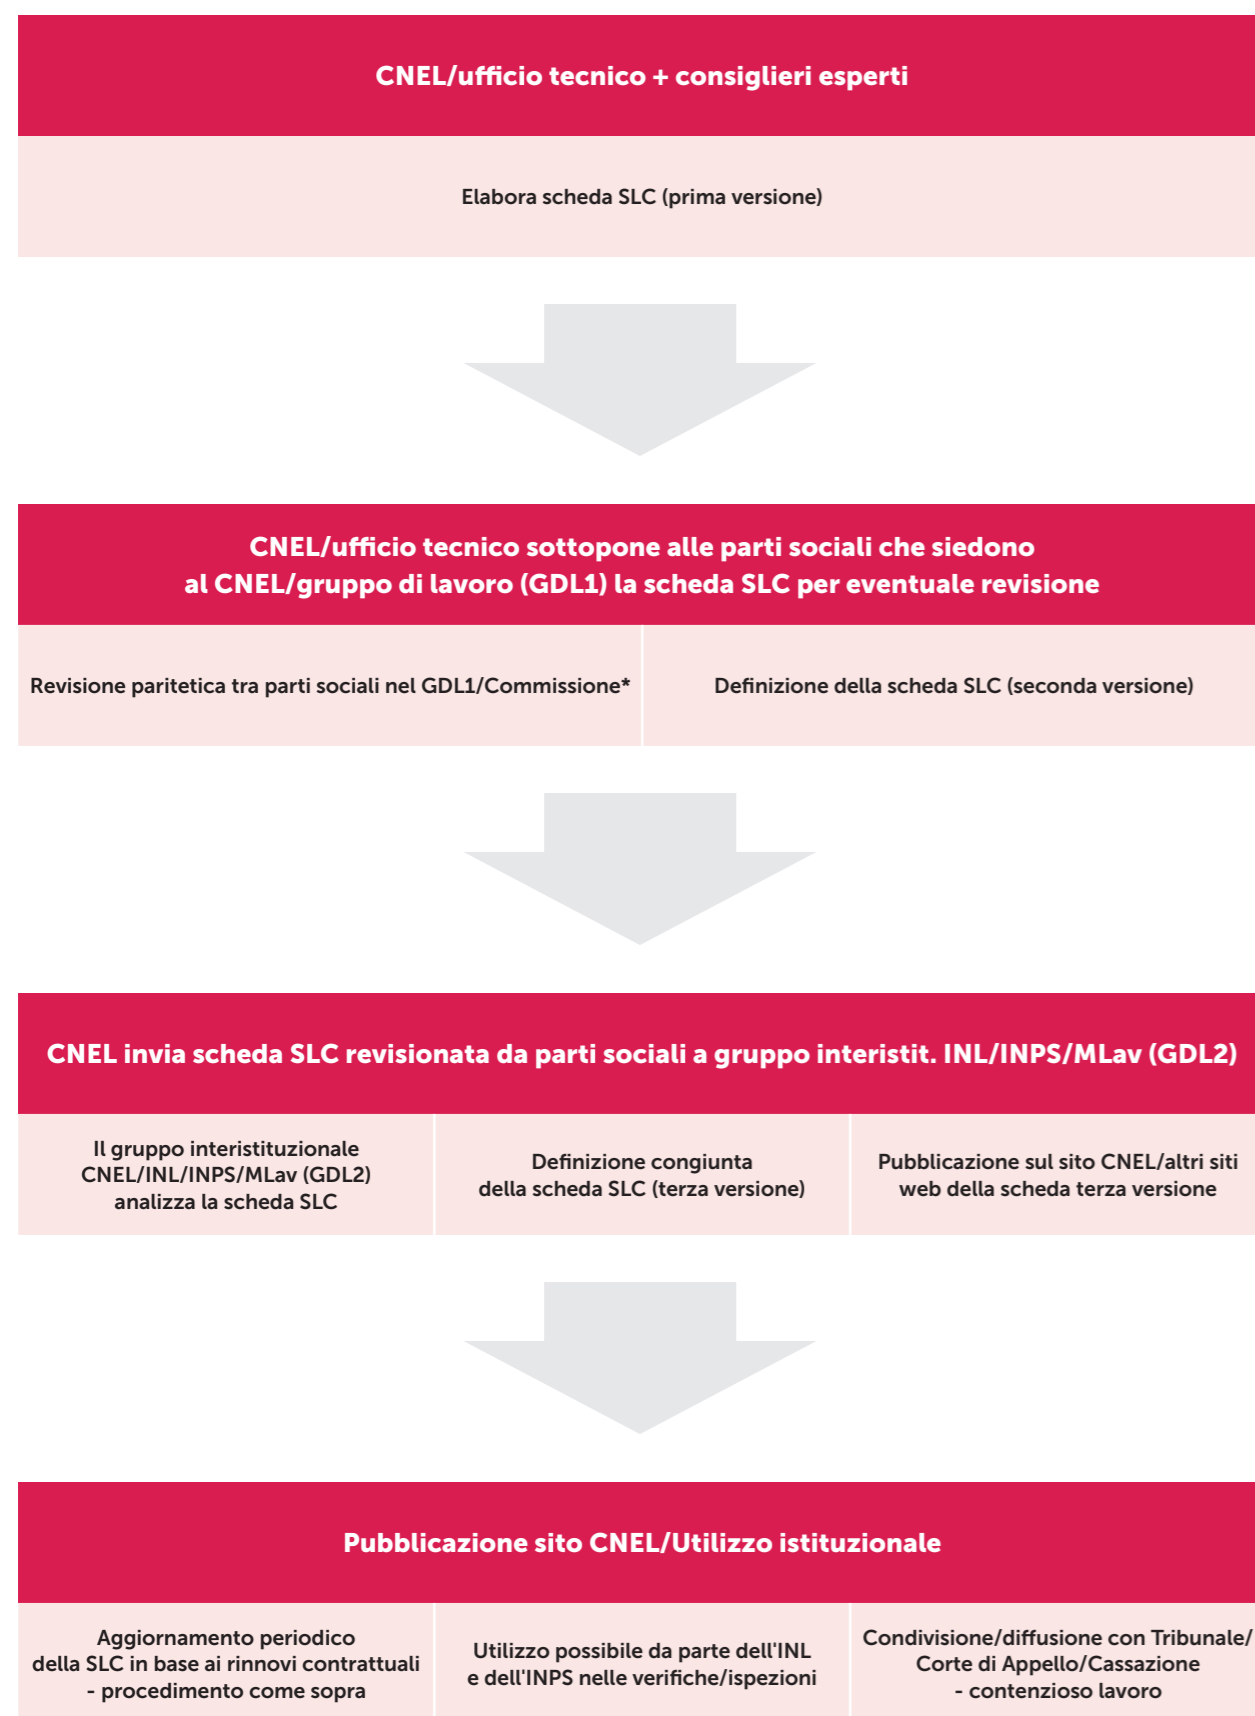 CNEL/ufficio tecnico + consiglieri esperti
Elabora scheda SLC (prima versione)
CNEL/ufficio tecnico sottopone alle parti sociali che siedono
al CNEL/gruppo di lavoro (GDL1) la scheda SLC per eventuale revisione
Revisione paritetica tra parti sociali nel GDL1/Commissione*
Definizione della scheda SLC (seconda versione)
CNEL invia scheda SLC revisionata da parti sociali a gruppo interistit. INL/INPS/MLav (GDL2)
Il gruppo interistituzionale
CNEL/INL/INPS/MLav (GDL2)
analizza la scheda SLC
Definizione congiunta
della scheda SLC (terza versione)
Pubblicazione sul sito CNEL/altri siti
web della scheda terza versione
Pubblicazione sito CNEL/Utilizzo istituzionale
Aggiornamento periodico
della SLC in base ai rinnovi contrattuali
- procedimento come sopra
Utilizzo possibile da parte dell'INL
e dell'INPS nelle verifiche/ispezioni
Condivisione/diffusione con Tribunale/
Corte di Appello/Cassazione
- contenzioso lavoro